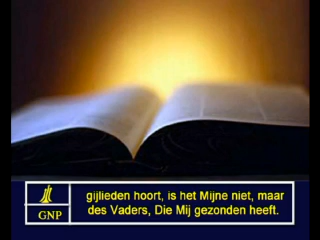 gijlieden hoort, is het Mijne niet, maar
des Vaders, Die Mij gezonden heeft.
GNP